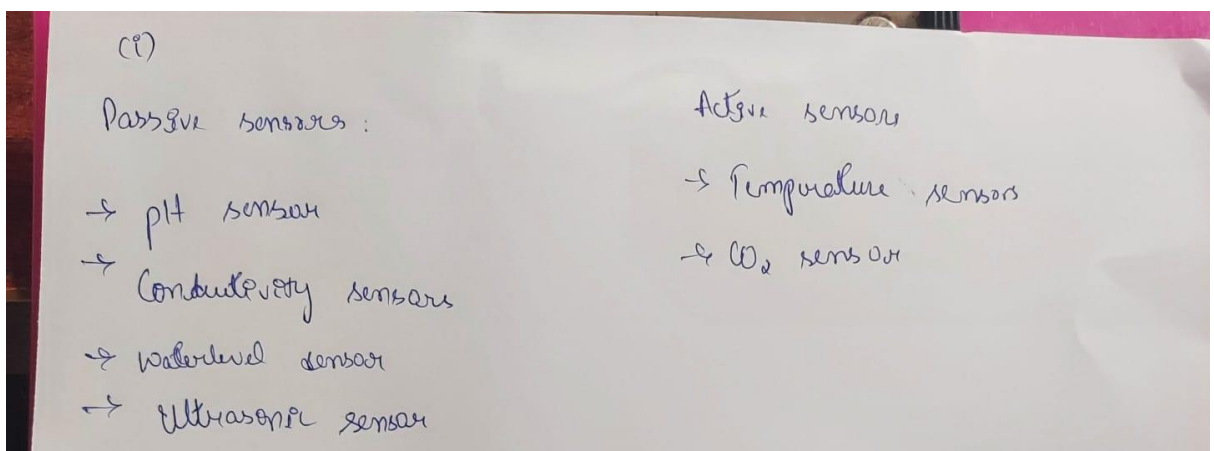 (i)
Passive sensors :
→ pH sensor
→ Conductivity sensors
→ waterlevel sensor
→ Ultrasonic sensor
Active sensors
→ Temperature sensors
→ CO₂ sensor